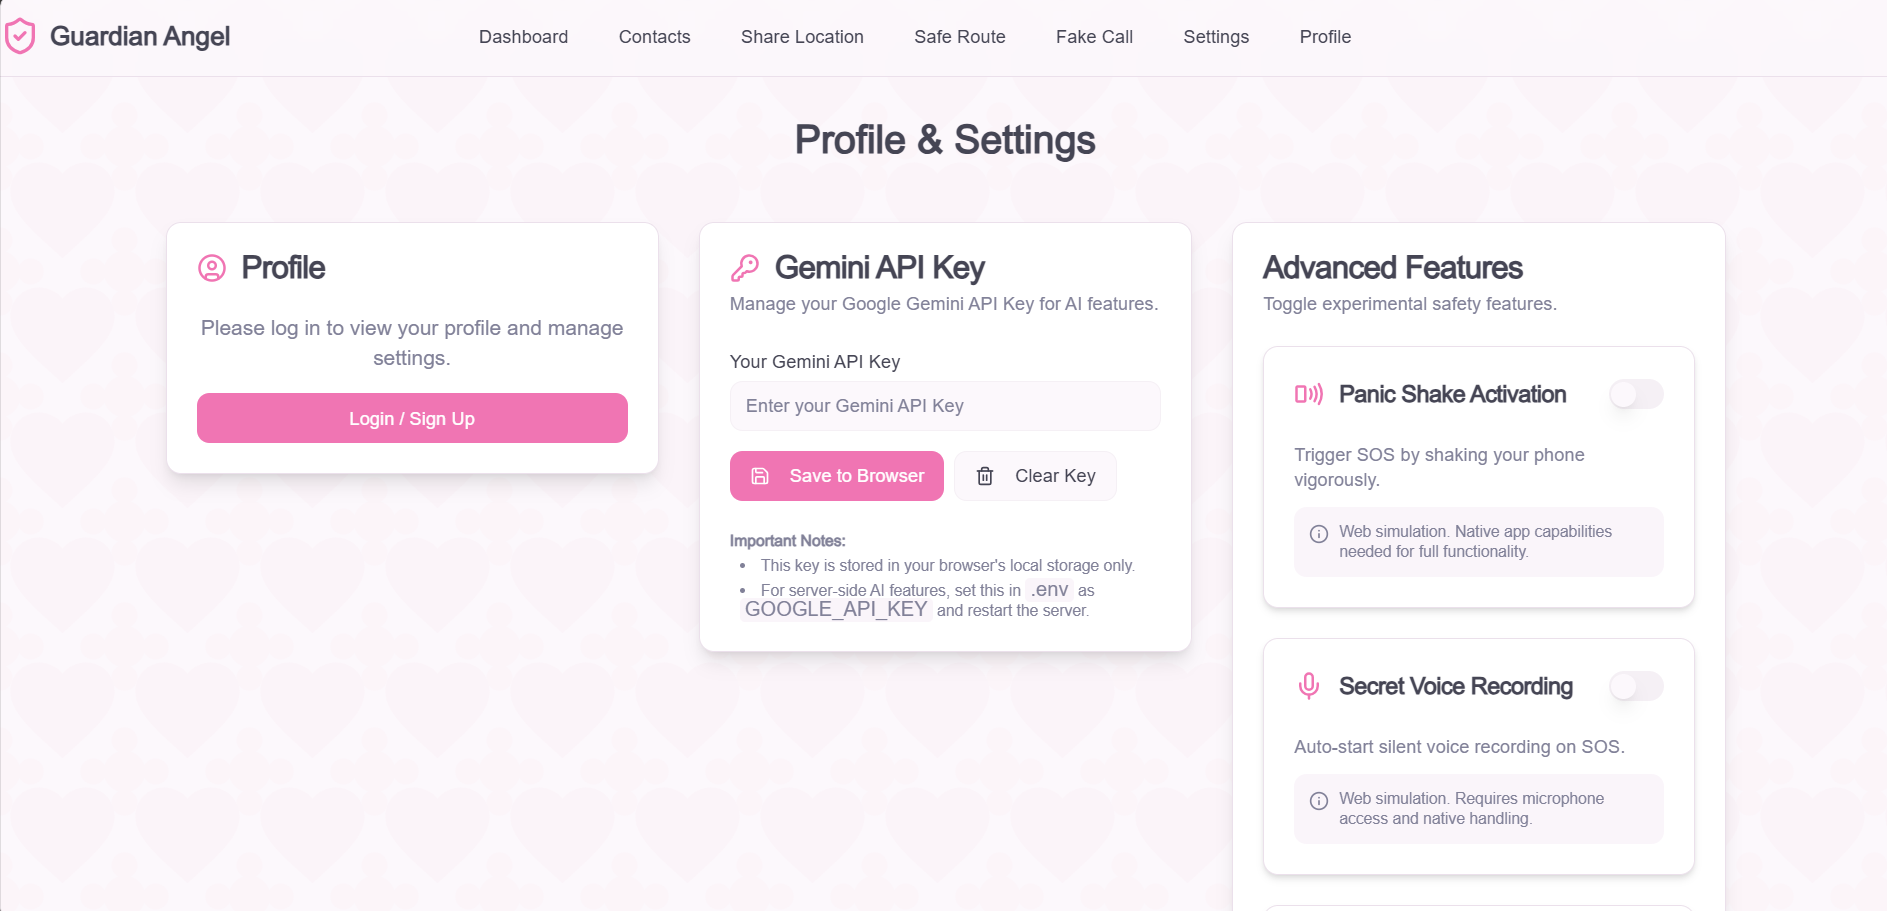 Guardian Angel
Dashboard
Contacts
Share Location
Safe Route
Fake Call
Settings
Profile
Profile & Settings
Profile
Please log in to view your profile and manage
settings.
Login / Sign Up
Gemini API Key
Manage your Google Gemini API Key for AI features.
Your Gemini API Key
Enter your Gemini API Key
Save to Browser
Clear Key
Important Notes:
• This key is stored in your browser's local storage only.
• For server-side AI features, set this in .env as
GOOGLE_API_KEY and restart the server.
Advanced Features
Toggle experimental safety features.
Panic Shake Activation
Trigger SOS by shaking your phone
vigorously.
Web simulation. Native app capabilities
needed for full functionality.
Secret Voice Recording
Auto-start silent voice recording on SOS.
Web simulation. Requires microphone
access and native handling.